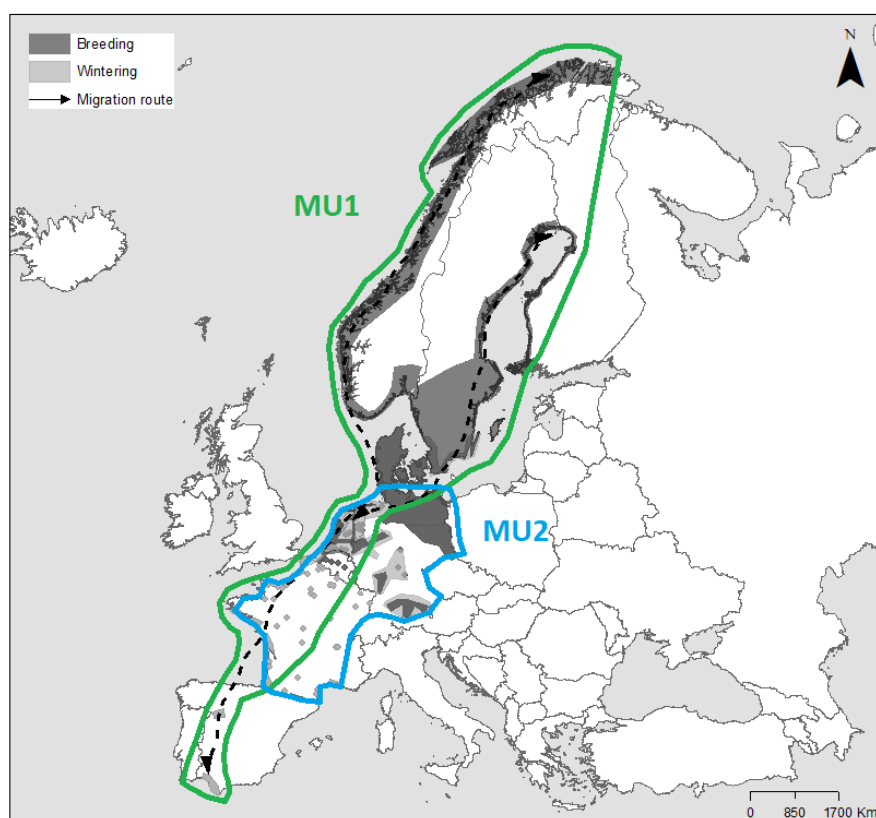 Breeding
Wintering
Migration route
N
MU1
MU2
0 850 1700 Km